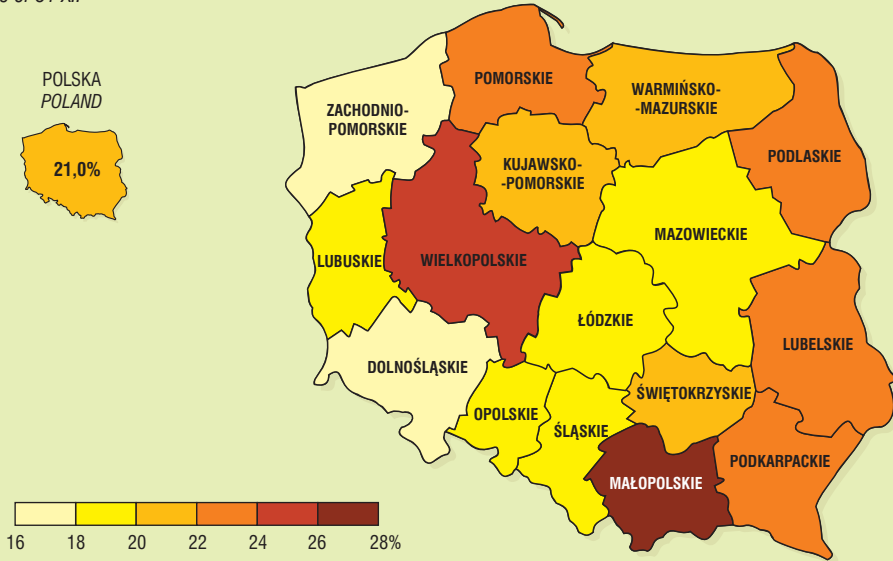 POLSKA
POLAND
21,0%
POMORSKIE
WARMIŃSKO-
-MAZURSKIE
ZACHODNIO-
POMORSKIE
PODLASKIE
KUJAWSKO-
-POMORSKIE
MAZOWIECKIE
LUBUSKIE
WIELKOPOLSKIE
ŁÓDZKIE
LUBELSKIE
DOLNOŚLĄSKIE
ŚWIĘTOKRZYSKIE
OPOLSKIE
ŚLĄSKIE
PODKARPACKIE
MAŁOPOLSKIE
16 18 20 22 24 26 28%